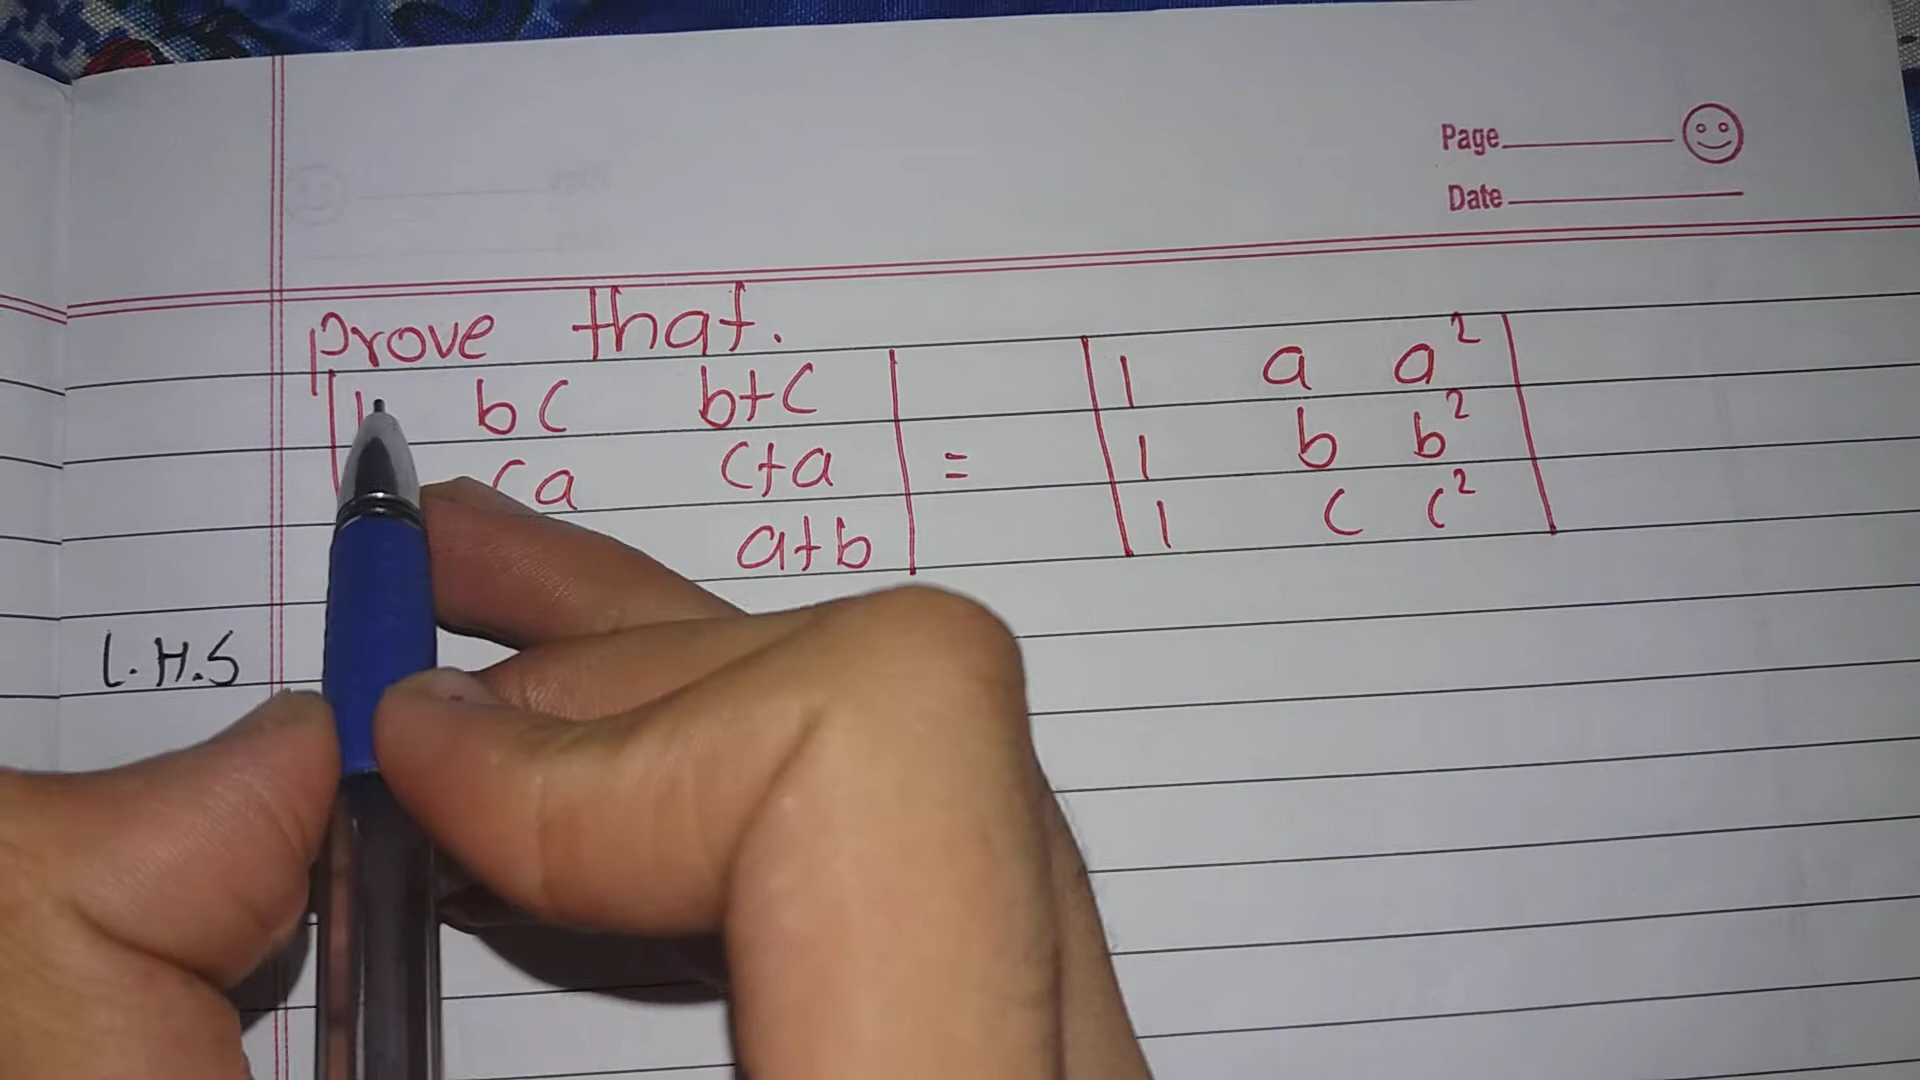 Page
Date
Prove that.
| 1 bc b+c | | 1 a a² |
| ca c+a | = | 1 b b² |
a+b | | 1 c c² |
L.H.S